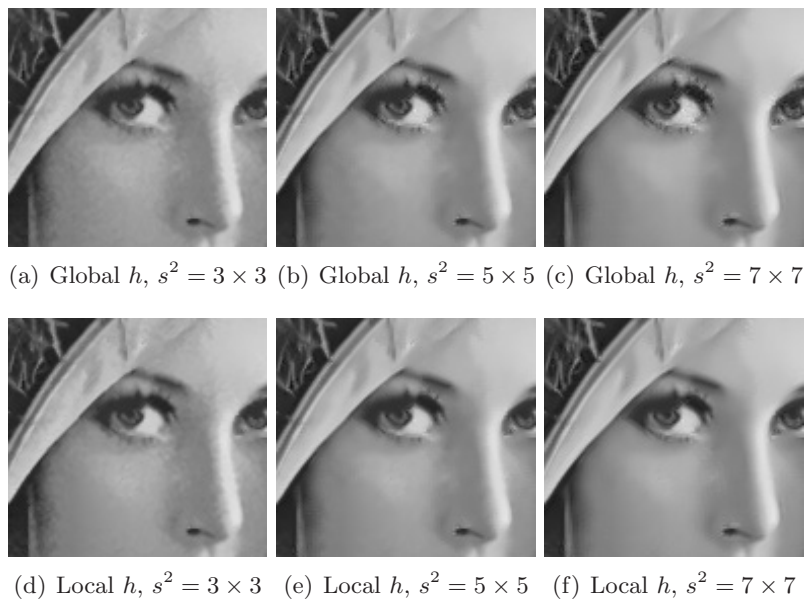 (a) Global h, s² = 3 × 3 (b) Global h, s² = 5 × 5 (c) Global h, s² = 7 × 7
(d) Local h, s² = 3 × 3 (e) Local h, s² = 5 × 5 (f) Local h, s² = 7 × 7